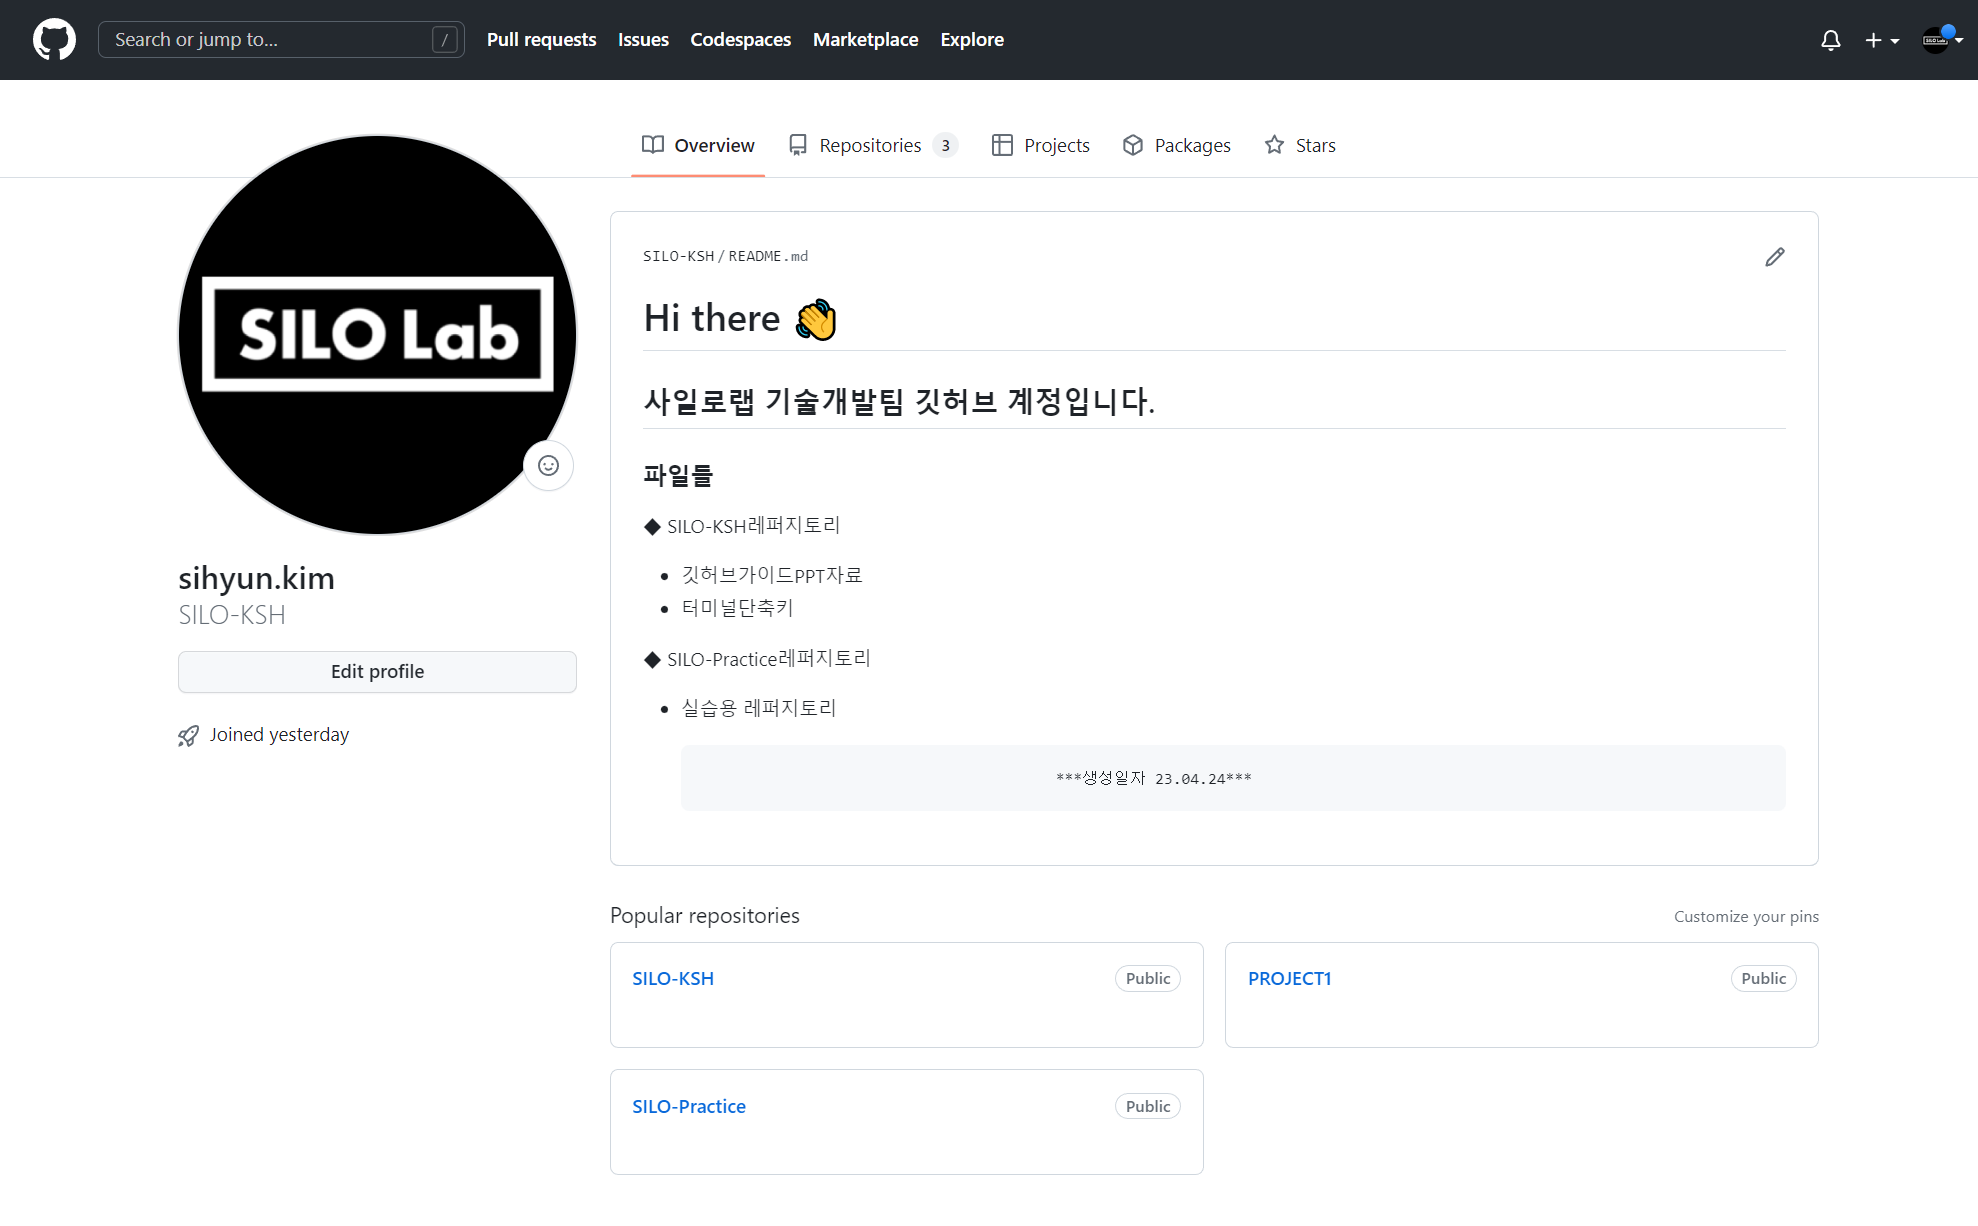 Search or jump to... /
Pull requests
Issues
Codespaces
Marketplace
Explore
SILO Lab
Overview
Repositories 3
Projects
Packages
Stars
SILO Lab
sihyun.kim
SILO-KSH
Edit profile
Joined yesterday
SILO-KSH / README.md
Hi there 👋
사일로랩 기술개발팀 깃허브 계정입니다.
파일들
◆ SILO-KSH레퍼지토리
• 깃허브가이드PPT자료
• 터미널단축키
◆ SILO-Practice레퍼지토리
• 실습용 레퍼지토리
***생성일자 23.04.24***
Popular repositories
Customize your pins
SILO-KSH
Public
PROJECT1
Public
SILO-Practice
Public